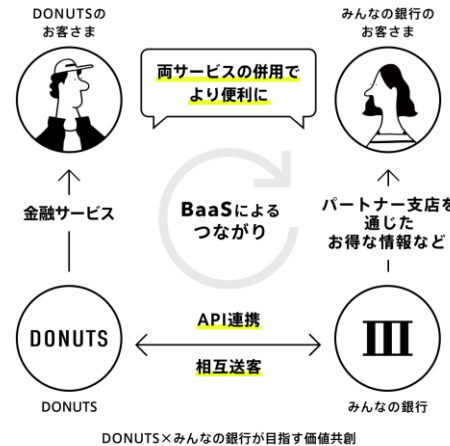 DONUTSの
お客さま
みんなの銀行の
お客さま
両サービスの併用で
より便利に
金融サービス
BaaSによる
つながり
パートナー支店を
通じた
お得な情報など
API連携
相互送客
DONUTS
DONUTS
みんなの銀行
DONUTS×みんなの銀行が目指す価値共創